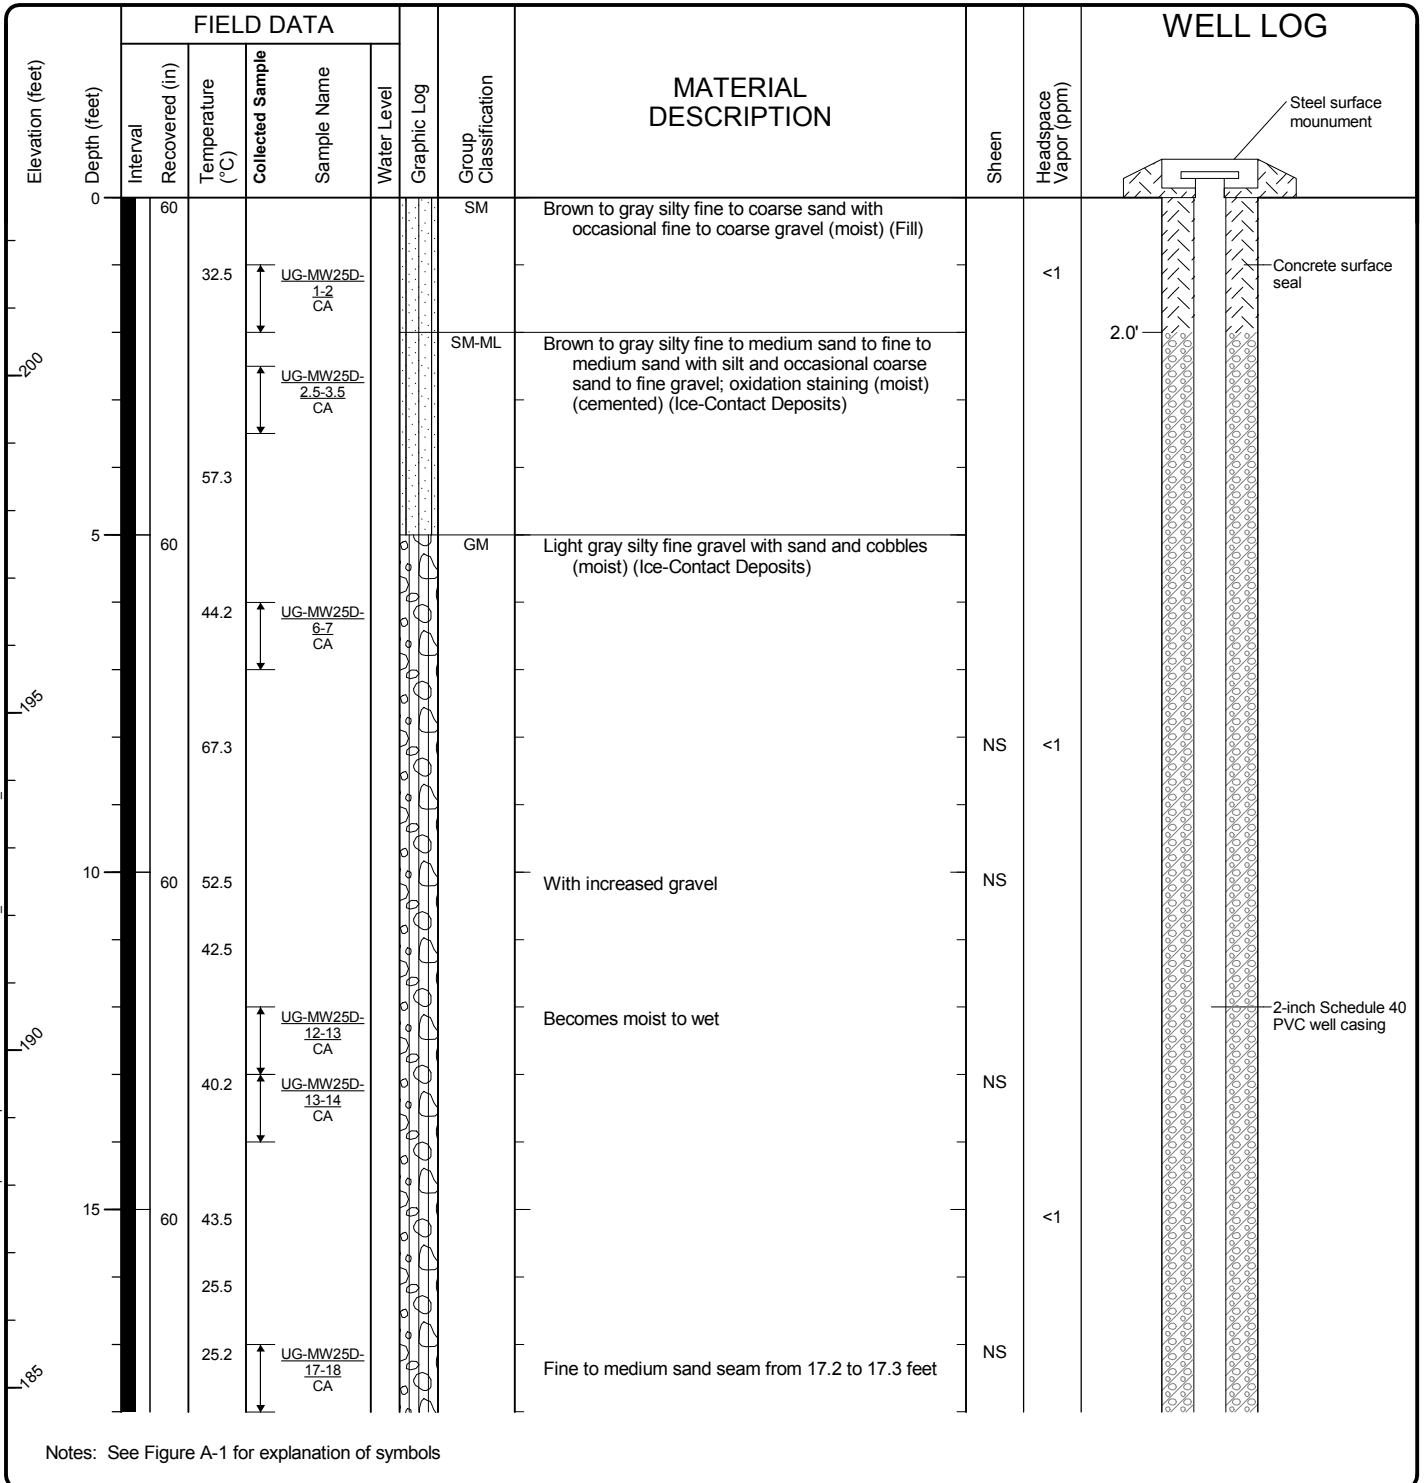 FIELD DATA
WELL LOG
Elevation (feet)
Depth (feet)
Interval
Recovered (in)
Temperature
(°C)
Collected Sample
Sample Name
Water Level
Graphic Log
Group
Classification
MATERIAL
DESCRIPTION
Sheen
Headspace
Vapor (ppm)
Steel surface
mounument
0
60
SM
Brown to gray silty fine to coarse sand with
occasional fine to coarse gravel (moist) (Fill)
32.5
UG-MW25D-
1-2
CA
<1
Concrete surface
seal
2.0'
200
SM-ML
Brown to gray silty fine to medium sand to fine to
medium sand with silt and occasional coarse
sand to fine gravel; oxidation staining (moist)
(cemented) (Ice-Contact Deposits)
UG-MW25D-
2.5-3.5
CA
57.3
5
60
GM
Light gray silty fine gravel with sand and cobbles
(moist) (Ice-Contact Deposits)
44.2
UG-MW25D-
6-7
CA
195
67.3
NS
<1
10
60
52.5
With increased gravel
NS
42.5
UG-MW25D-
12-13
CA
Becomes moist to wet
2-inch Schedule 40
PVC well casing
190
40.2
UG-MW25D-
13-14
CA
NS
15
60
43.5
<1
25.5
25.2
UG-MW25D-
17-18
CA
Fine to medium sand seam from 17.2 to 17.3 feet
NS
185
Notes: See Figure A-1 for explanation of symbols